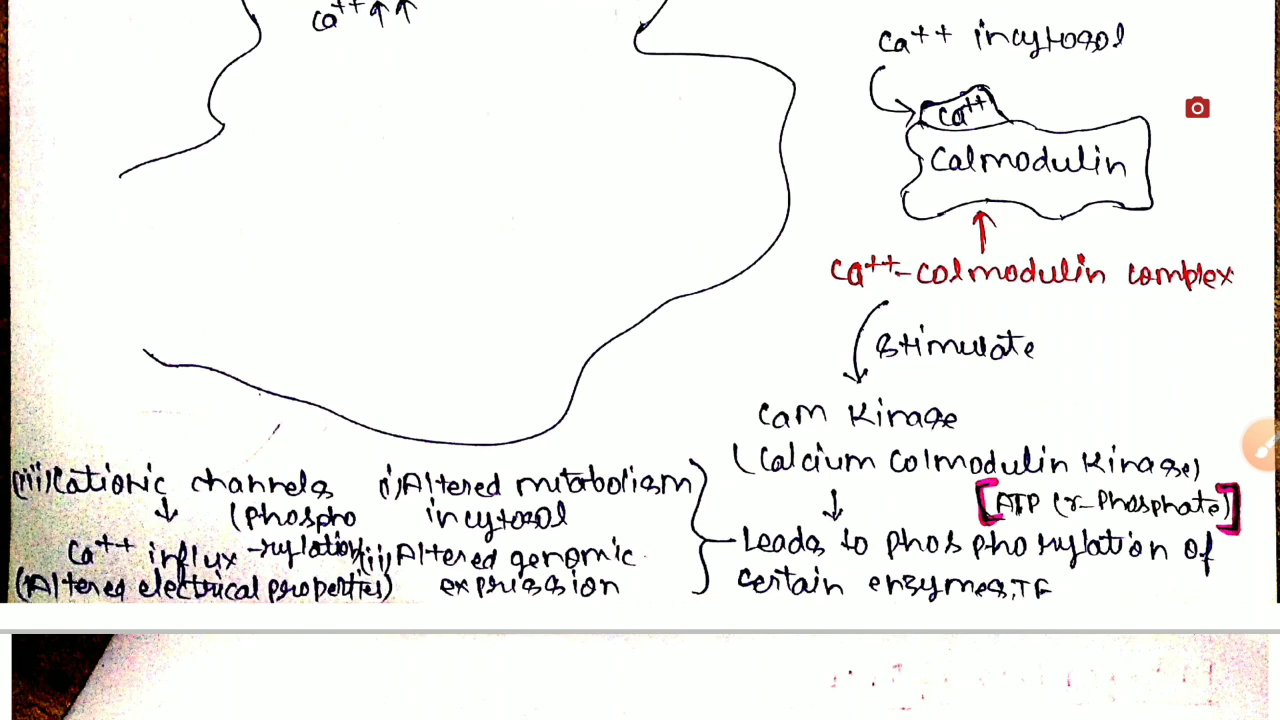 Ca++ ↑ ↑
Ca++ incytosol
Ca++
Calmodulin
Ca++-calmodulin complex
Stimulate
Cam Kinase
(Calcium Calmodulin Kinase)
[ATP (γ-Phosphate)]
Leads to phosphorylation of
certain enzymes, TF
i) Altered metabolism
incytosol
ii) Altered genomic
expression
(iii) Cationic channels
(phospho
-rylation)
Ca++ influx
(Altered electrical properties)